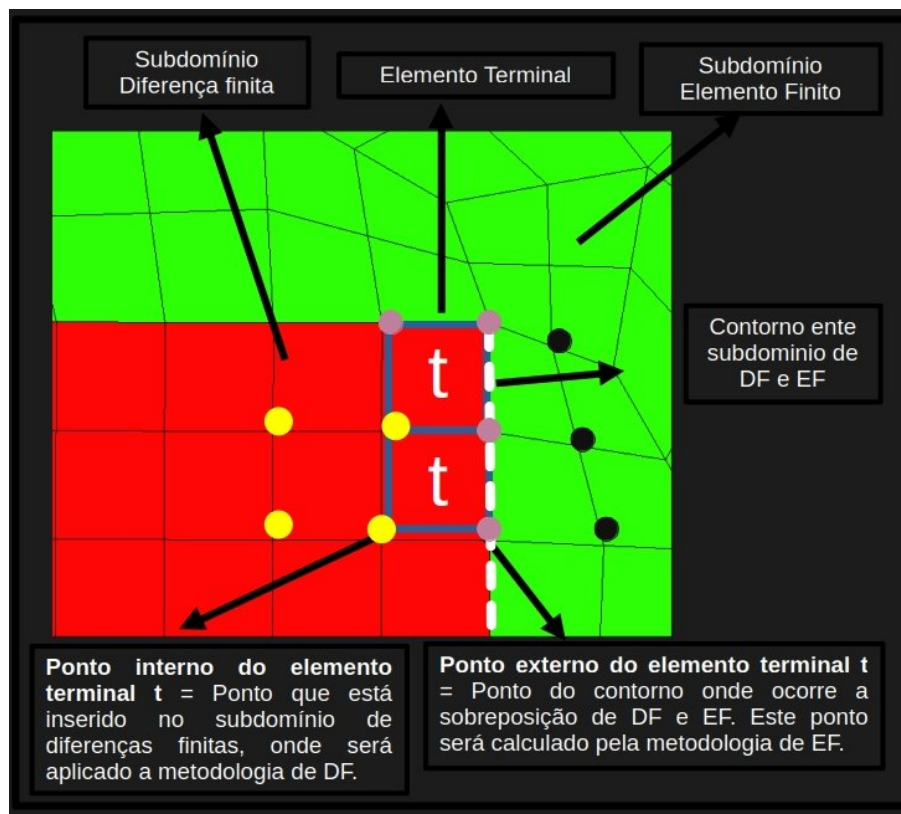 Subdomínio
Diferença finita
Elemento Terminal
Subdomínio
Elemento Finito
t
t
Contorno ente
subdominio de
DF e EF
Ponto interno do elemento
terminal t = Ponto que está
inserido no subdomínio de
diferenças finitas, onde será
aplicado a metodologia de DF.
Ponto externo do elemento terminal t
= Ponto do contorno onde ocorre a
sobreposição de DF e EF. Este ponto
será calculado pela metodologia de EF.